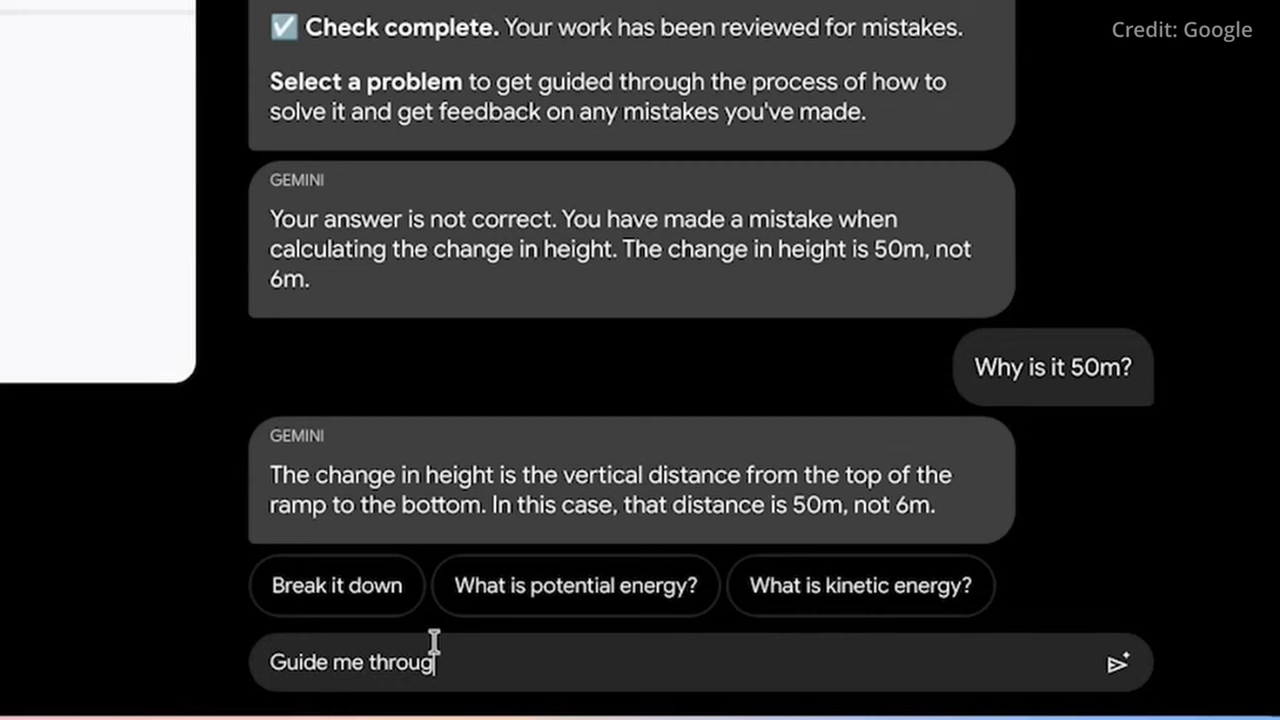 Credit: Google
☑ Check complete. Your work has been reviewed for mistakes.
Select a problem to get guided through the process of how to
solve it and get feedback on any mistakes you've made.
GEMINI
Your answer is not correct. You have made a mistake when
calculating the change in height. The change in height is 50m, not
6m.
Why is it 50m?
GEMINI
The change in height is the vertical distance from the top of the
ramp to the bottom. In this case, that distance is 50m, not 6m.
Break it down What is potential energy? What is kinetic energy?
Guide me throug